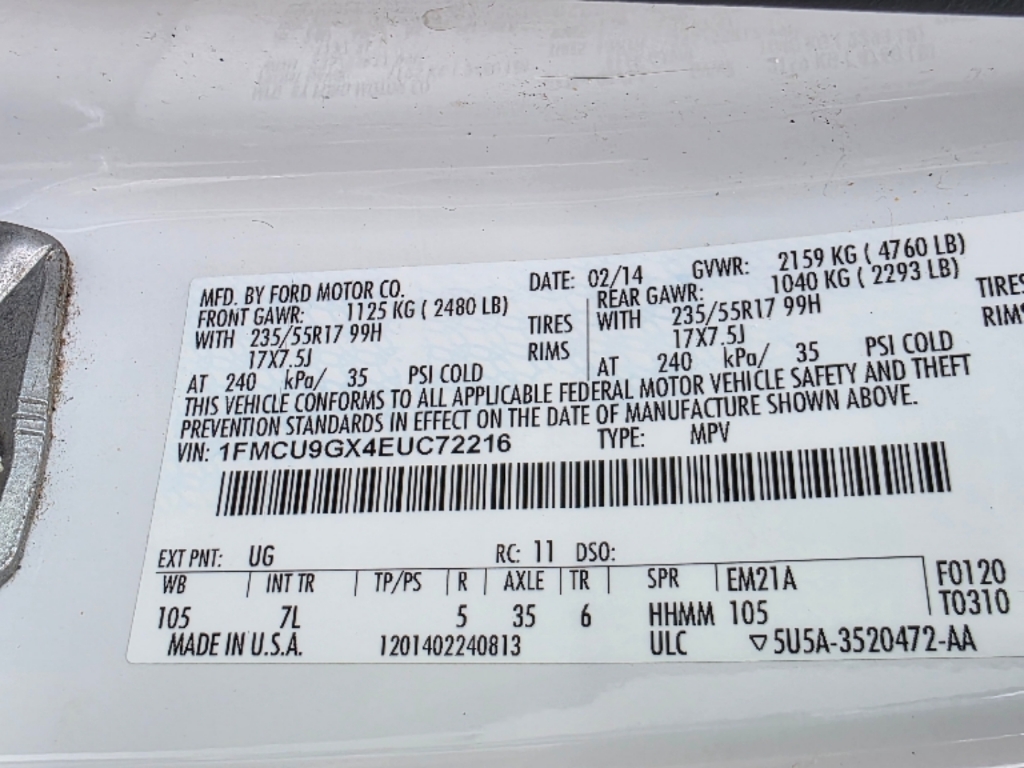 MFD. BY FORD MOTOR CO. DATE: 02/14 GVWR: 2159 KG ( 4760 LB)
FRONT GAWR: 1125 KG ( 2480 LB) REAR GAWR: 1040 KG ( 2293 LB)
WITH 235/55R17 99H TIRES WITH 235/55R17 99H TIRES
17X7.5J RIMS 17X7.5J RIMS
AT 240 kPa/ 35 PSI COLD AT 240 kPa/ 35 PSI COLD
THIS VEHICLE CONFORMS TO ALL APPLICABLE FEDERAL MOTOR VEHICLE SAFETY AND THEFT
PREVENTION STANDARDS IN EFFECT ON THE DATE OF MANUFACTURE SHOWN ABOVE.
VIN: 1FMCU9GX4EUC72216 TYPE: MPV
EXT PNT: UG RC: 11 DSO:
WB INT TR TP/PS R AXLE TR SPR EM21A F0120
105 7L 5 35 6 HHMM 105 T0310
MADE IN U.S.A. 1201402240813 ULC ▽5U5A-3520472-AA